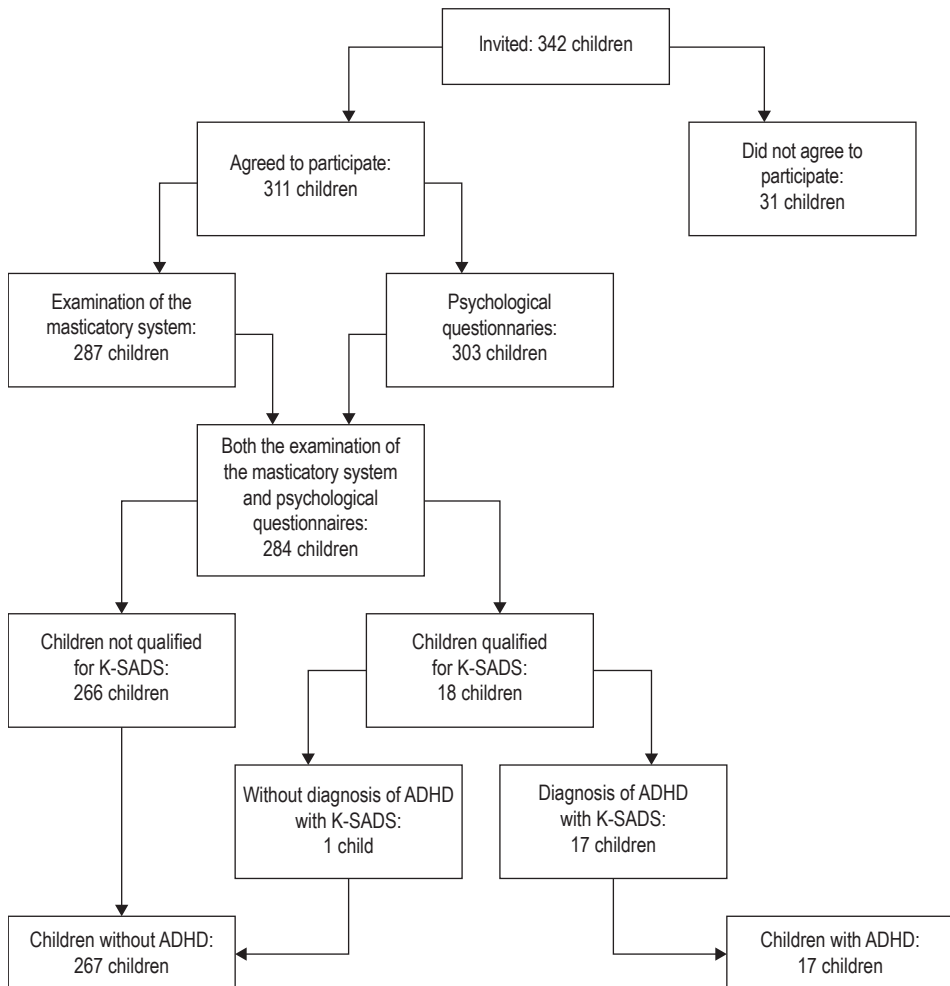 Invited: 342 children
Agreed to participate:
311 children
Did not agree to
participate:
31 children
Examination of the
masticatory system:
287 children
Psychological
questionnaries:
303 children
Both the examination of
the masticatory system
and psychological
questionnaires:
284 children
Children not qualified
for K-SADS:
266 children
Children qualified
for K-SADS:
18 children
Without diagnosis of ADHD
with K-SADS:
1 child
Diagnosis of ADHD
with K-SADS:
17 children
Children without ADHD:
267 children
Children with ADHD:
17 children